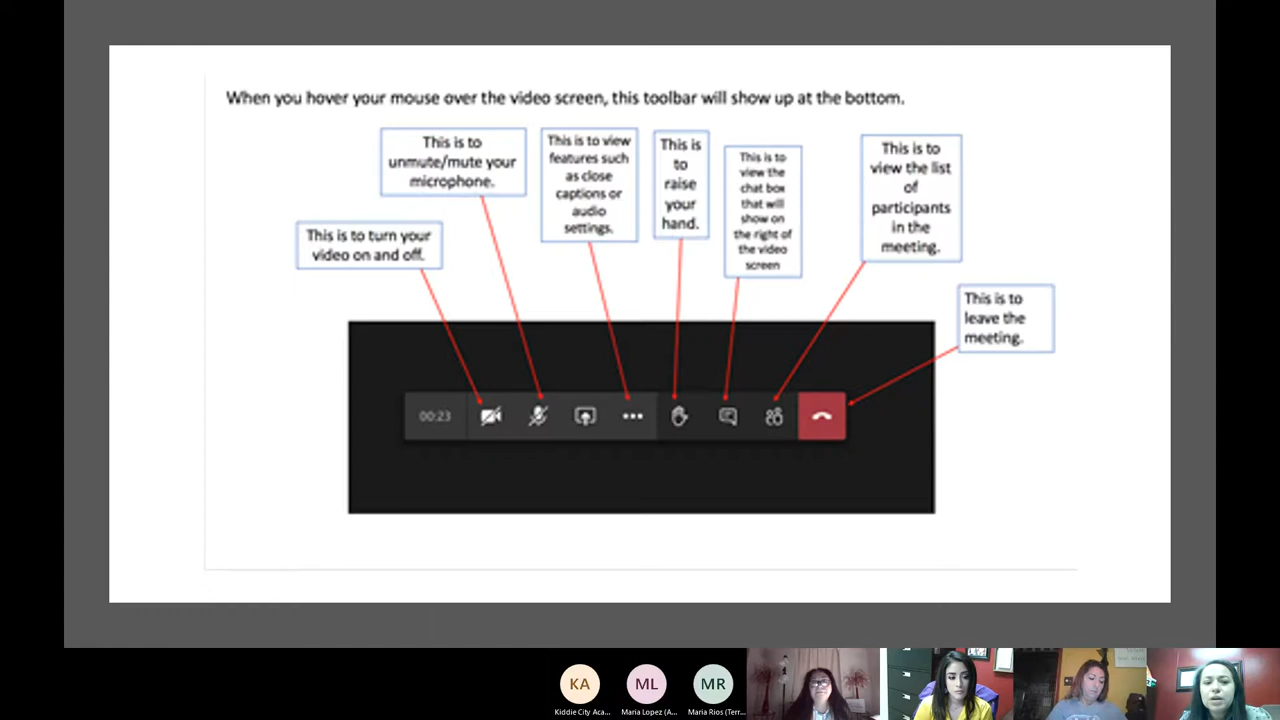 When you hover your mouse over the video screen, this toolbar will show up at the bottom.
This is to
unmute/mute your
microphone.
This is to view
features such
as close
captions or
audio
settings.
This is
to
raise
your
hand.
This is to
view the
chat box
that will
show on
the right of
the video
screen
This is to
view the list
of
participants
in the
meeting.
This is to turn your
video on and off.
This is to
leave the
meeting.
00:23
KA
ML
MR
Kiddie City Aca...
Maria Lopez (A...
Maria Rios (Terr...